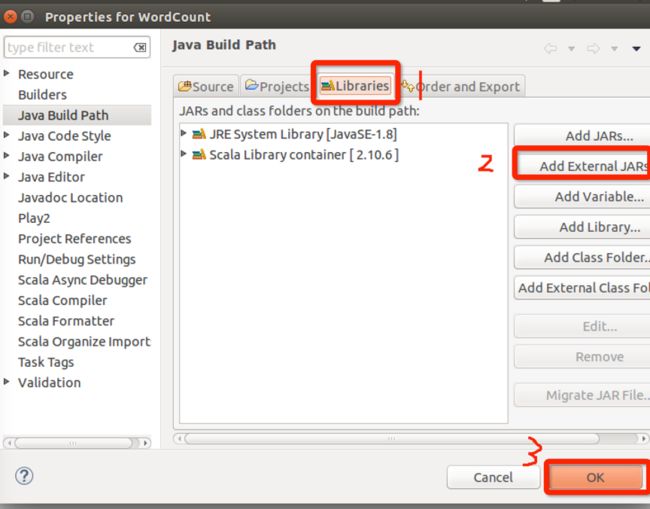 Properties for WordCount
type filter text
Resource
Builders
Java Build Path
Java Code Style
Java Compiler
Java Editor
Javadoc Location
Play2
Project References
Run/Debug Settings
Scala Async Debugger
Scala Compiler
Scala Formatter
Scala Organize Import
Task Tags
Validation
Java Build Path
Source
Projects
Libraries
1
Order and Export
JARs and class folders on the build path:
JRE System Library [JavaSE-1.8]
Scala Library container [ 2.10.6 ]
Add JARs...
2
Add External JARs
Add Variable...
Add Library...
Add Class Folder..
Add External Class Fol
Edit...
Remove
Migrate JAR File..
3
?
Cancel
OK